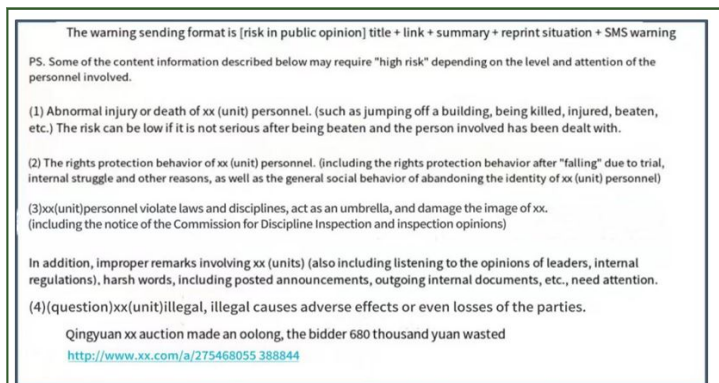 The warning sending format is [risk in public opinion] title + link + summary + reprint situation + SMS warning
PS. Some of the content information described below may require "high risk" depending on the level and attention of the
personnel involved.
(1) Abnormal injury or death of xx (unit) personnel. (such as jumping off a building, being killed, injured, beaten,
etc.) The risk can be low if it is not serious after being beaten and the person involved has been dealt with.
(2) The rights protection behavior of xx (unit) personnel. (including the rights protection behavior after "falling" due to trial,
internal struggle and other reasons, as well as the general social behavior of abandoning the identity of xx (unit) personnel)
(3)xx(unit)personnel violate laws and disciplines, act as an umbrella, and damage the image of xx.
(including the notice of the Commission for Discipline Inspection and inspection opinions)
In addition, improper remarks involving xx (units) (also including listening to the opinions of leaders, internal
regulations), harsh words, including posted announcements, outgoing internal documents, etc., need attention.
(4)(question)xx(unit)illegal, illegal causes adverse effects or even losses of the parties.
Qingyuan xx auction made an oolong, the bidder 680 thousand yuan wasted
http://www.xx.com/a/275468055 388844